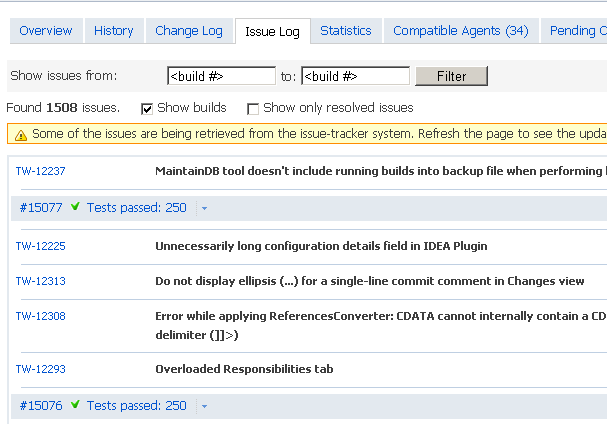 Overview History Change Log Issue Log Statistics Compatible Agents (34) Pending C
Show issues from: <build #> to: <build #> Filter
Found 1508 issues. Show builds Show only resolved issues
Some of the issues are being retrieved from the issue-tracker system. Refresh the page to see the upda
TW-12237 MaintainDB tool doesn't include running builds into backup file when performing
#15077 Tests passed: 250
TW-12225 Unnecessarily long configuration details field in IDEA Plugin
TW-12313 Do not display ellipsis (...) for a single-line commit comment in Changes view
TW-12308 Error while applying ReferencesConverter: CDATA cannot internally contain a CD
delimiter (]]>)
TW-12293 Overloaded Responsibilities tab
#15076 Tests passed: 250